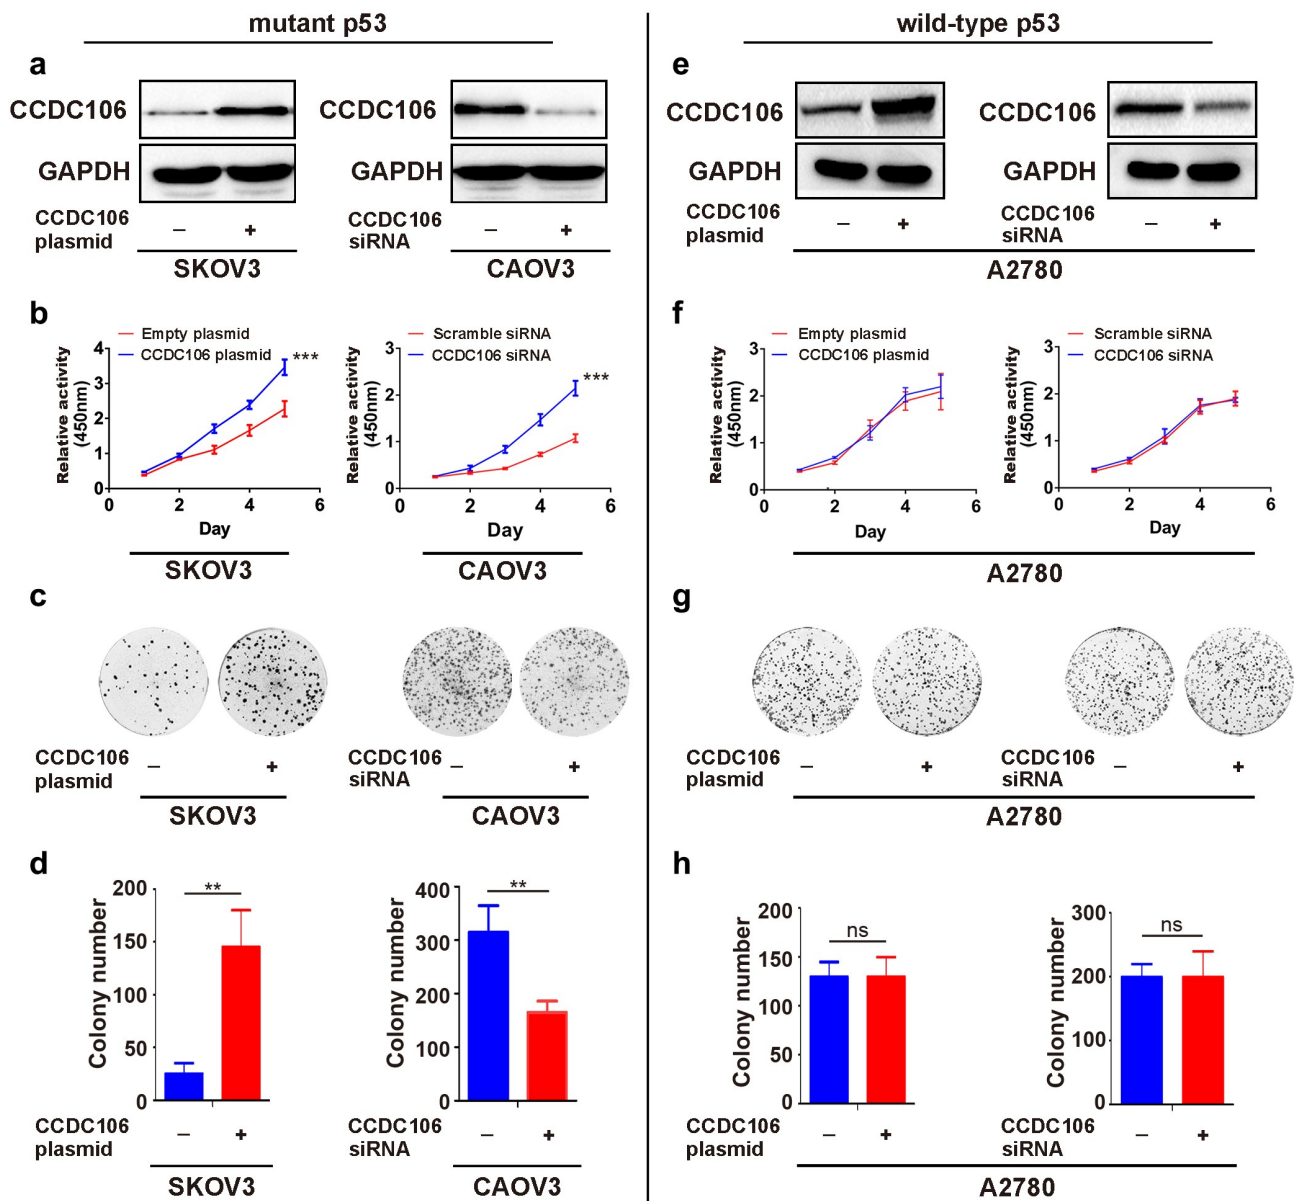 mutant p53
wild-type p53
a
CCDC106
GAPDH
CCDC106
plasmid
− +
SKOV3
CCDC106
GAPDH
CCDC106
siRNA
− +
CAOV3
e
CCDC106
GAPDH
CCDC106
plasmid
− +
CCDC106
GAPDH
CCDC106
siRNA
− +
A2780
b
Empty plasmid
CCDC106 plasmid
***
Relative activity
(450nm)
4
3
2
1
0
0 2 4 6
Day
SKOV3
Scramble siRNA
CCDC106 siRNA
***
Relative activity
(450nm)
3
2
1
0
0 2 4 6
Day
CAOV3
f
Empty plasmid
CCDC106 plasmid
Relative activity
(450nm)
3
2
1
0
0 2 4 6
Day
Scramble siRNA
CCDC106 siRNA
Relative activity
(450nm)
3
2
1
0
0 2 4 6
Day
A2780
c
CCDC106
plasmid
− +
SKOV3
CCDC106
siRNA
− +
CAOV3
g
CCDC106
plasmid
− +
CCDC106
siRNA
− +
A2780
d
Colony number
200
150
100
50
0
**
CCDC106
plasmid
− +
SKOV3
Colony number
400
300
200
100
0
**
CCDC106
siRNA
− +
CAOV3
h
Colony number
200
150
100
50
0
ns
CCDC106
plasmid
− +
Colony number
300
200
100
0
ns
CCDC106
siRNA
− +
A2780